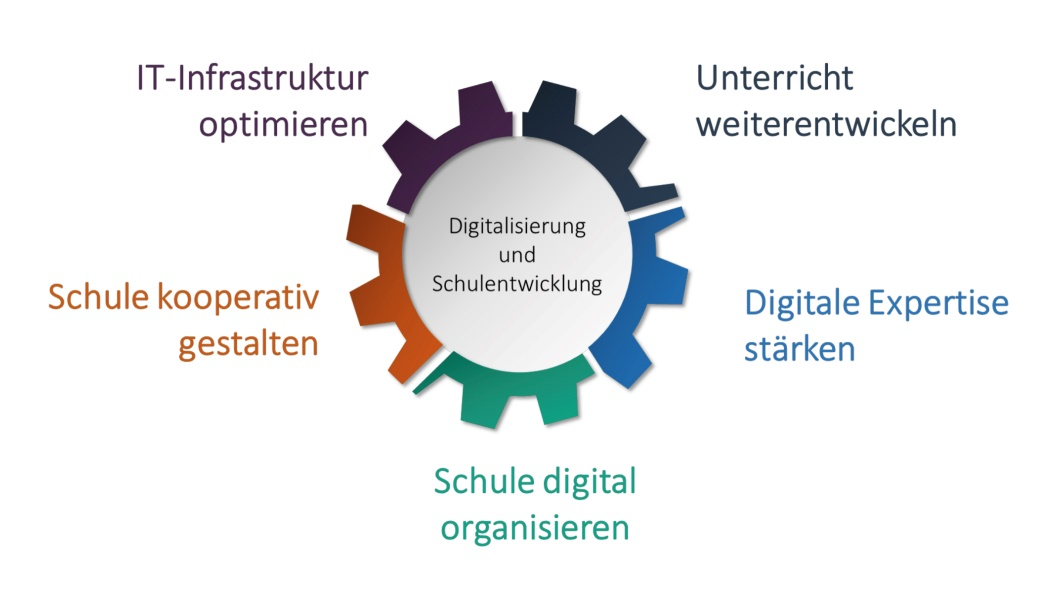 IT-Infrastruktur
optimieren
Unterricht
weiterentwickeln
Digitalisierung
und
Schulentwicklung
Schule kooperativ
gestalten
Digitale Expertise
stärken
Schule digital
organisieren